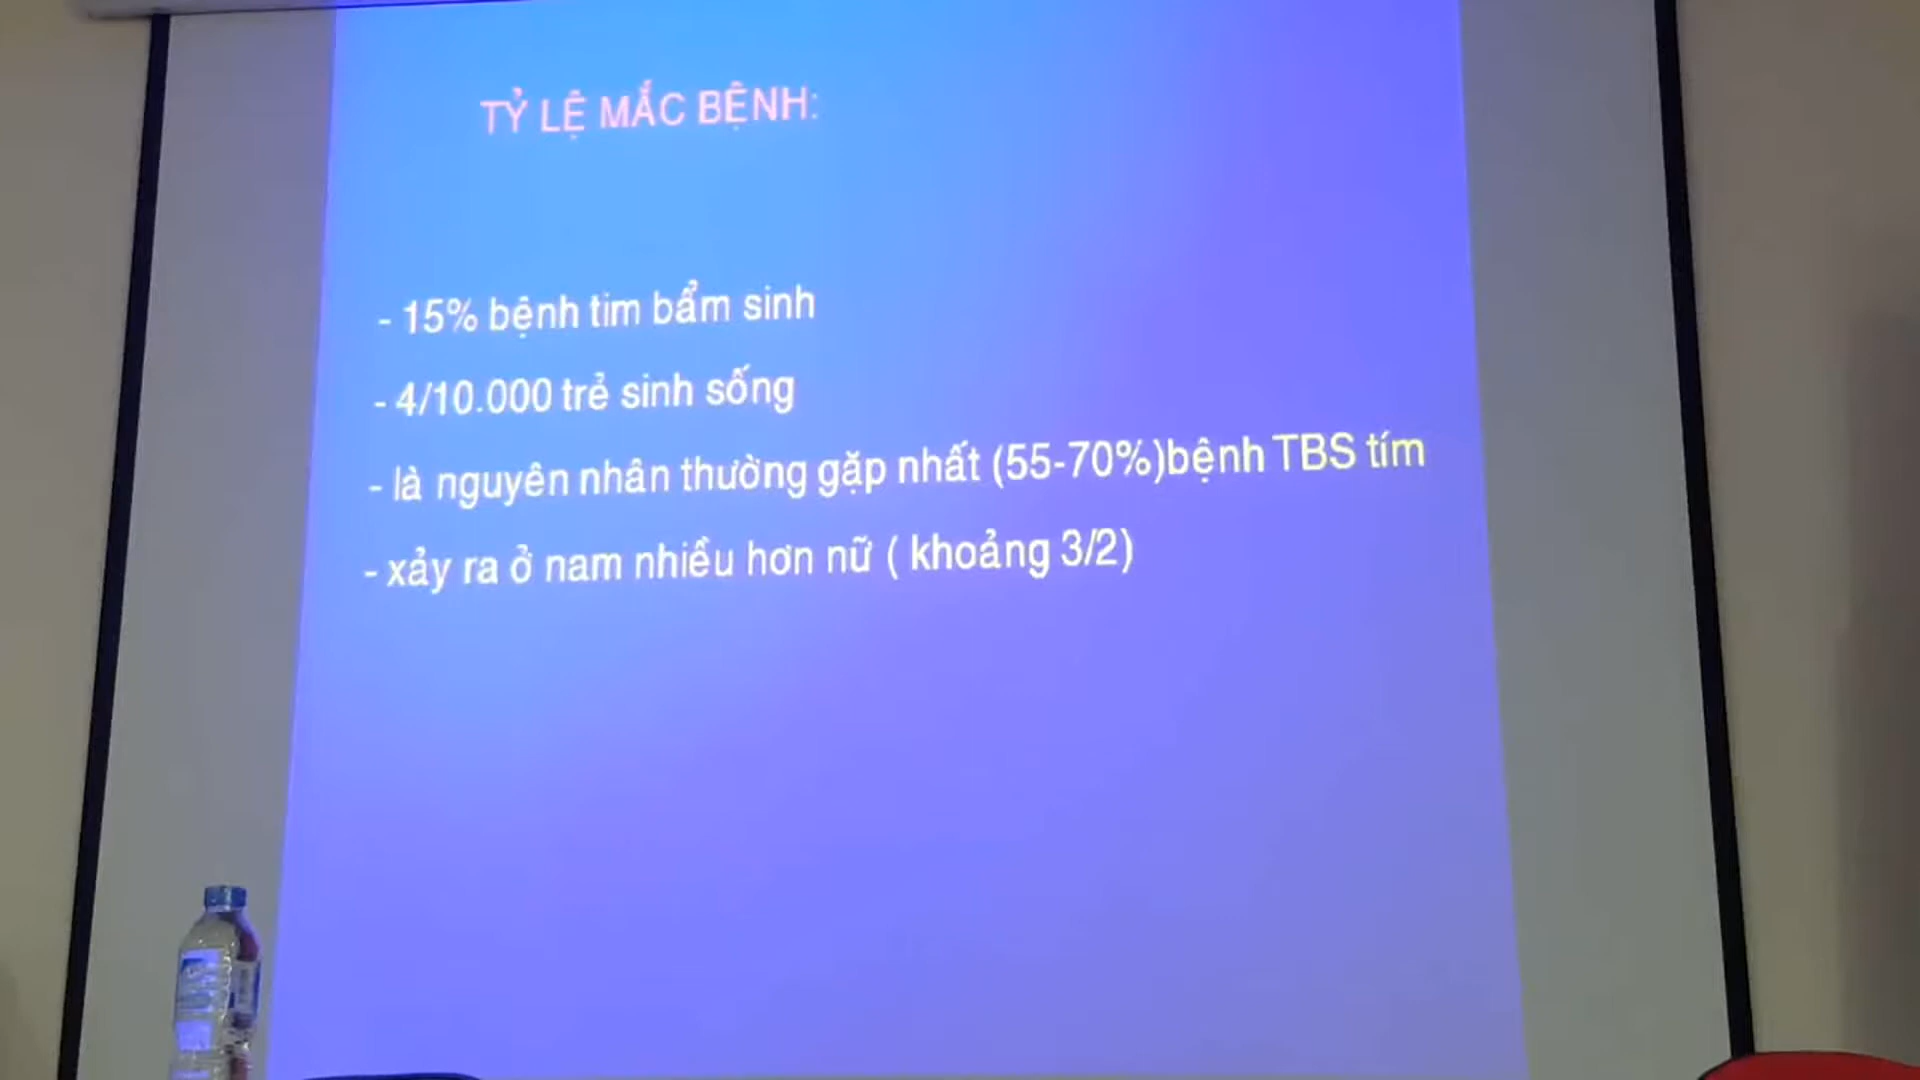 TỶ LỆ MẮC BỆNH:
- 15% bệnh tim bẩm sinh
- 4/10.000 trẻ sinh sống
- là nguyên nhân thường gặp nhất (55-70%)bệnh TBS tím
- xảy ra ở nam nhiều hơn nữ ( khoảng 3/2)